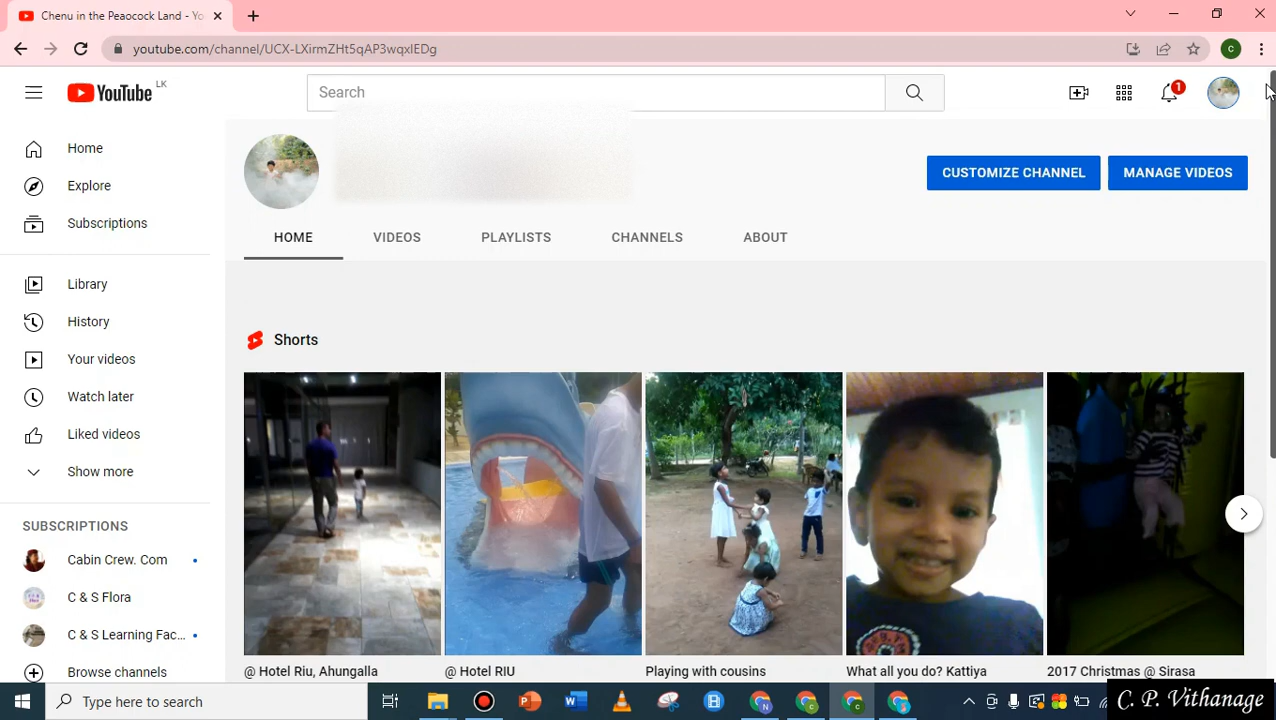 Chenu in the Peacock Land - Yo
youtube.com/channel/UCX-LXirmZHt5qAP3wqxlEDg
YouTube LK
Search
1
C
CUSTOMIZE CHANNEL
MANAGE VIDEOS
HOME
VIDEOS
PLAYLISTS
CHANNELS
ABOUT
Home
Explore
Subscriptions
Library
History
Your videos
Watch later
Liked videos
Show more
SUBSCRIPTIONS
Cabin Crew. Com
C & S Flora
C & S Learning Fac...
Browse channels
Shorts
@ Hotel Riu, Ahungalla
@ Hotel RIU
Playing with cousins
What all you do? Kattiya
2017 Christmas @ Sirasa
Type here to search
C. P. Vithanage